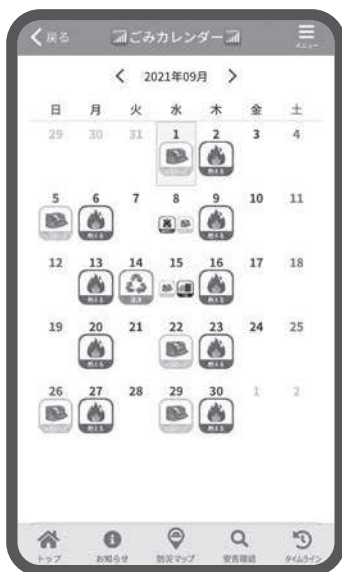 戻る ごみカレンダー メニュー
2021年09月
日 月 火 水 木 金 土
29 30 31 1 2 3 4
燃える
5 6 7 8 9 10 11
燃える 燃える
12 13 14 15 16 17 18
燃える 燃える
19 20 21 22 23 24 25
燃える 燃える
26 27 28 29 30 1 2
燃える 燃える
トップ お知らせ 防災マップ 安否確認 タイムライン